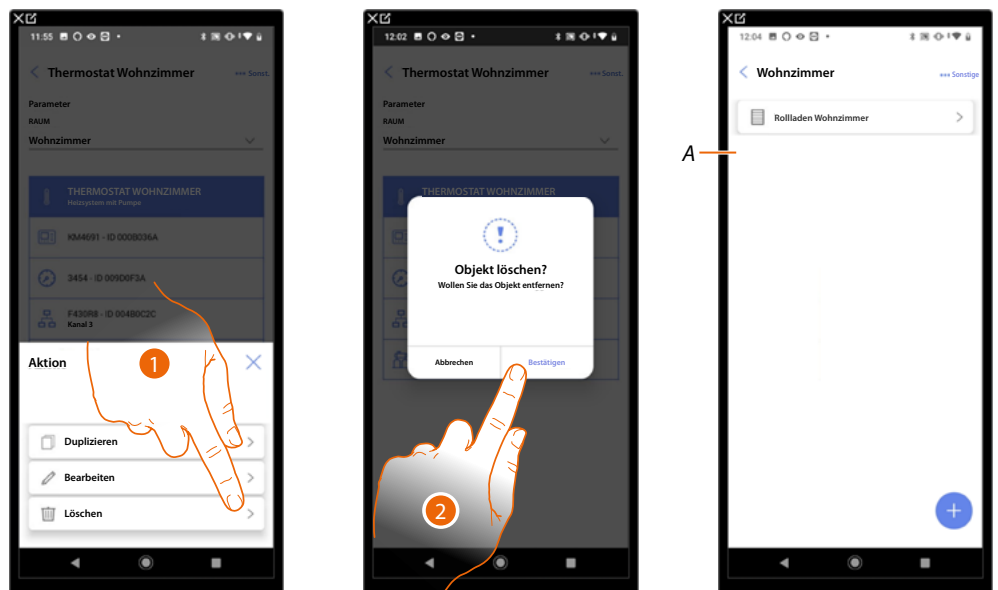 11:55
Thermostat Wohnzimmer
Sonst.
Parameter
RAUM
Wohnzimmer
THERMOSTAT WOHNZIMMER
Heizsystem mit Pumpe
KM4691 - ID 000B036A
3454 - ID 009D0F3A
F430R8 - ID 004B0C2C
Kanal 3
Aktion
1
Duplizieren
Bearbeiten
Löschen
12:02
Thermostat Wohnzimmer
Sonst.
Parameter
RAUM
Wohnzimmer
THERMOSTAT WOHNZIMMER
Objekt löschen?
Wollen Sie das Objekt entfernen?
Abbrechen
Bestätigen
2
12:04
Wohnzimmer
Sonstige
Rollladen Wohnzimmer
A